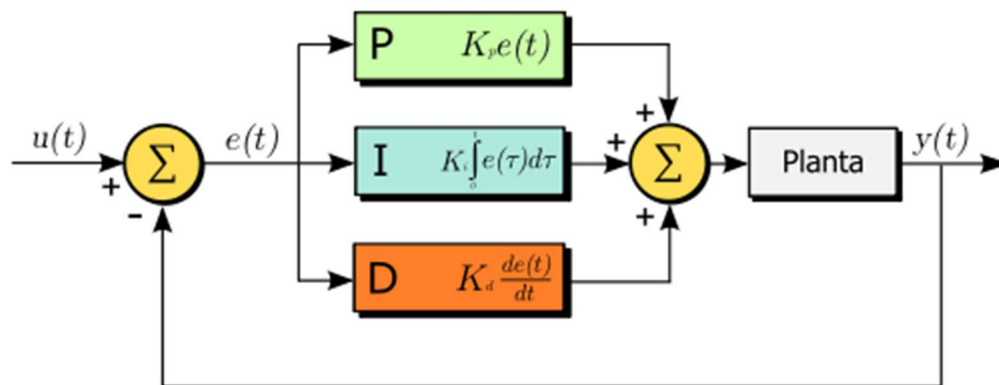 u(t)
+
-
Σ
e(t)
P K_p e(t)
I K_i ∫_0^t e(τ)dτ
D K_d de(t)/dt
+
+
+
Σ
Planta
y(t)